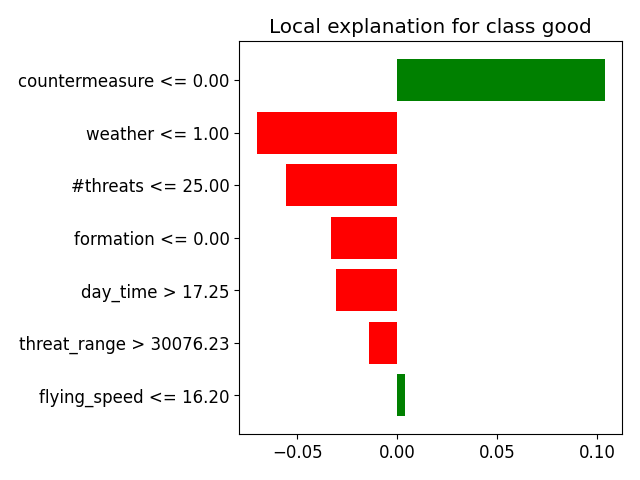 Local explanation for class good
countermeasure <= 0.00
weather <= 1.00
#threats <= 25.00
formation <= 0.00
day_time > 17.25
threat_range > 30076.23
flying_speed <= 16.20
−0.05 0.00 0.05 0.10